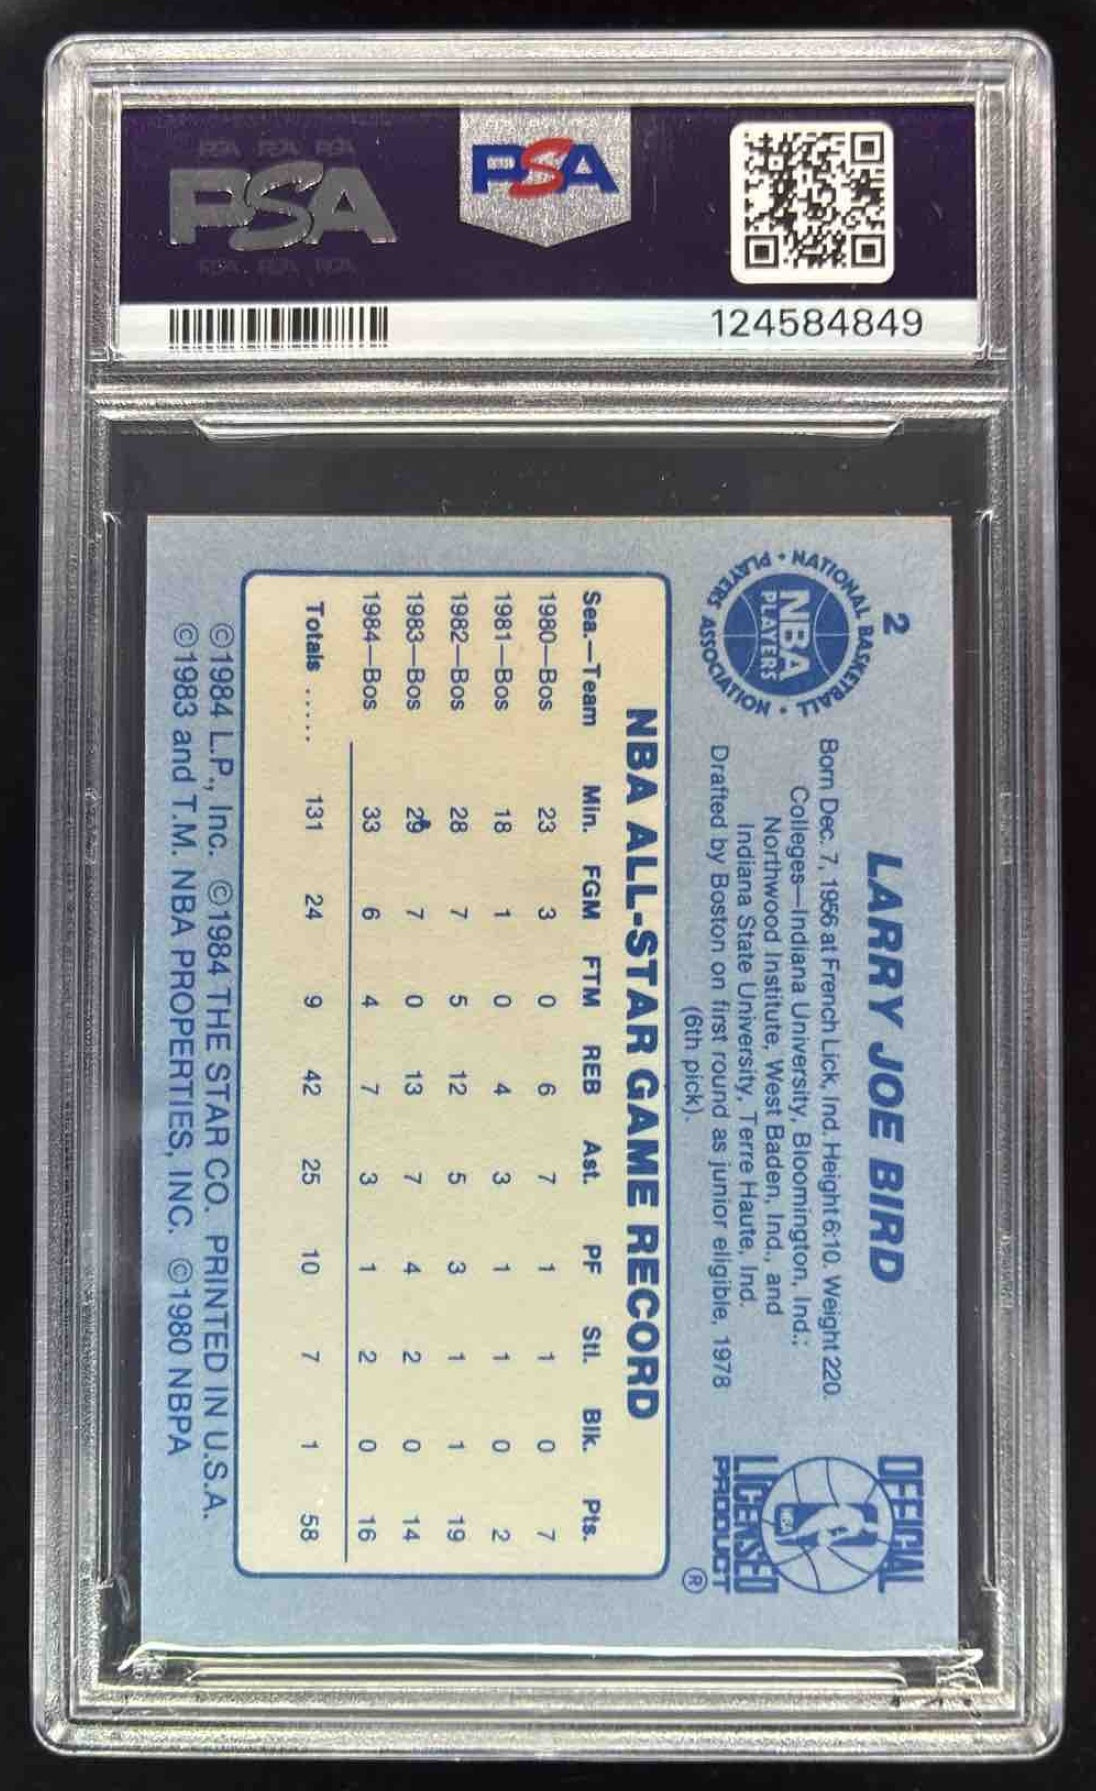 PSA PSA PSA
PSA
PSA PSA PSA
PSA
124584849
2
LARRY JOE BIRD
NATIONAL BASKETBALL PLAYERS ASSOCIATION
NBA
PLAYERS
Born Dec. 7, 1956 at French Lick, Ind. Height 6:10. Weight 220.
Colleges—Indiana University, Bloomington, Ind.;
Northwood Institute, West Baden, Ind., and
Indiana State University, Terre Haute, Ind.
Drafted by Boston on first round as junior eligible, 1978
(6th pick).
OFFICIAL
NBA
LICENSED
PRODUCT ®
NBA ALL-STAR GAME RECORD
Sea.—Team Min. FGM FTM REB Ast. PF Stl. Blk. Pts.
1980—Bos 23 3 0 6 7 1 1 0 7
1981—Bos 18 1 0 4 3 1 1 0 2
1982—Bos 28 7 5 12 5 3 1 1 19
1983—Bos 29 7 0 13 7 4 2 0 14
1984—Bos 33 6 4 7 3 1 2 0 16
Totals ..... 131 24 9 42 25 10 7 1 58
©1984 L.P., Inc. ©1984 THE STAR CO. PRINTED IN U.S.A.
©1983 and T.M. NBA PROPERTIES, INC. ©1980 NBPA